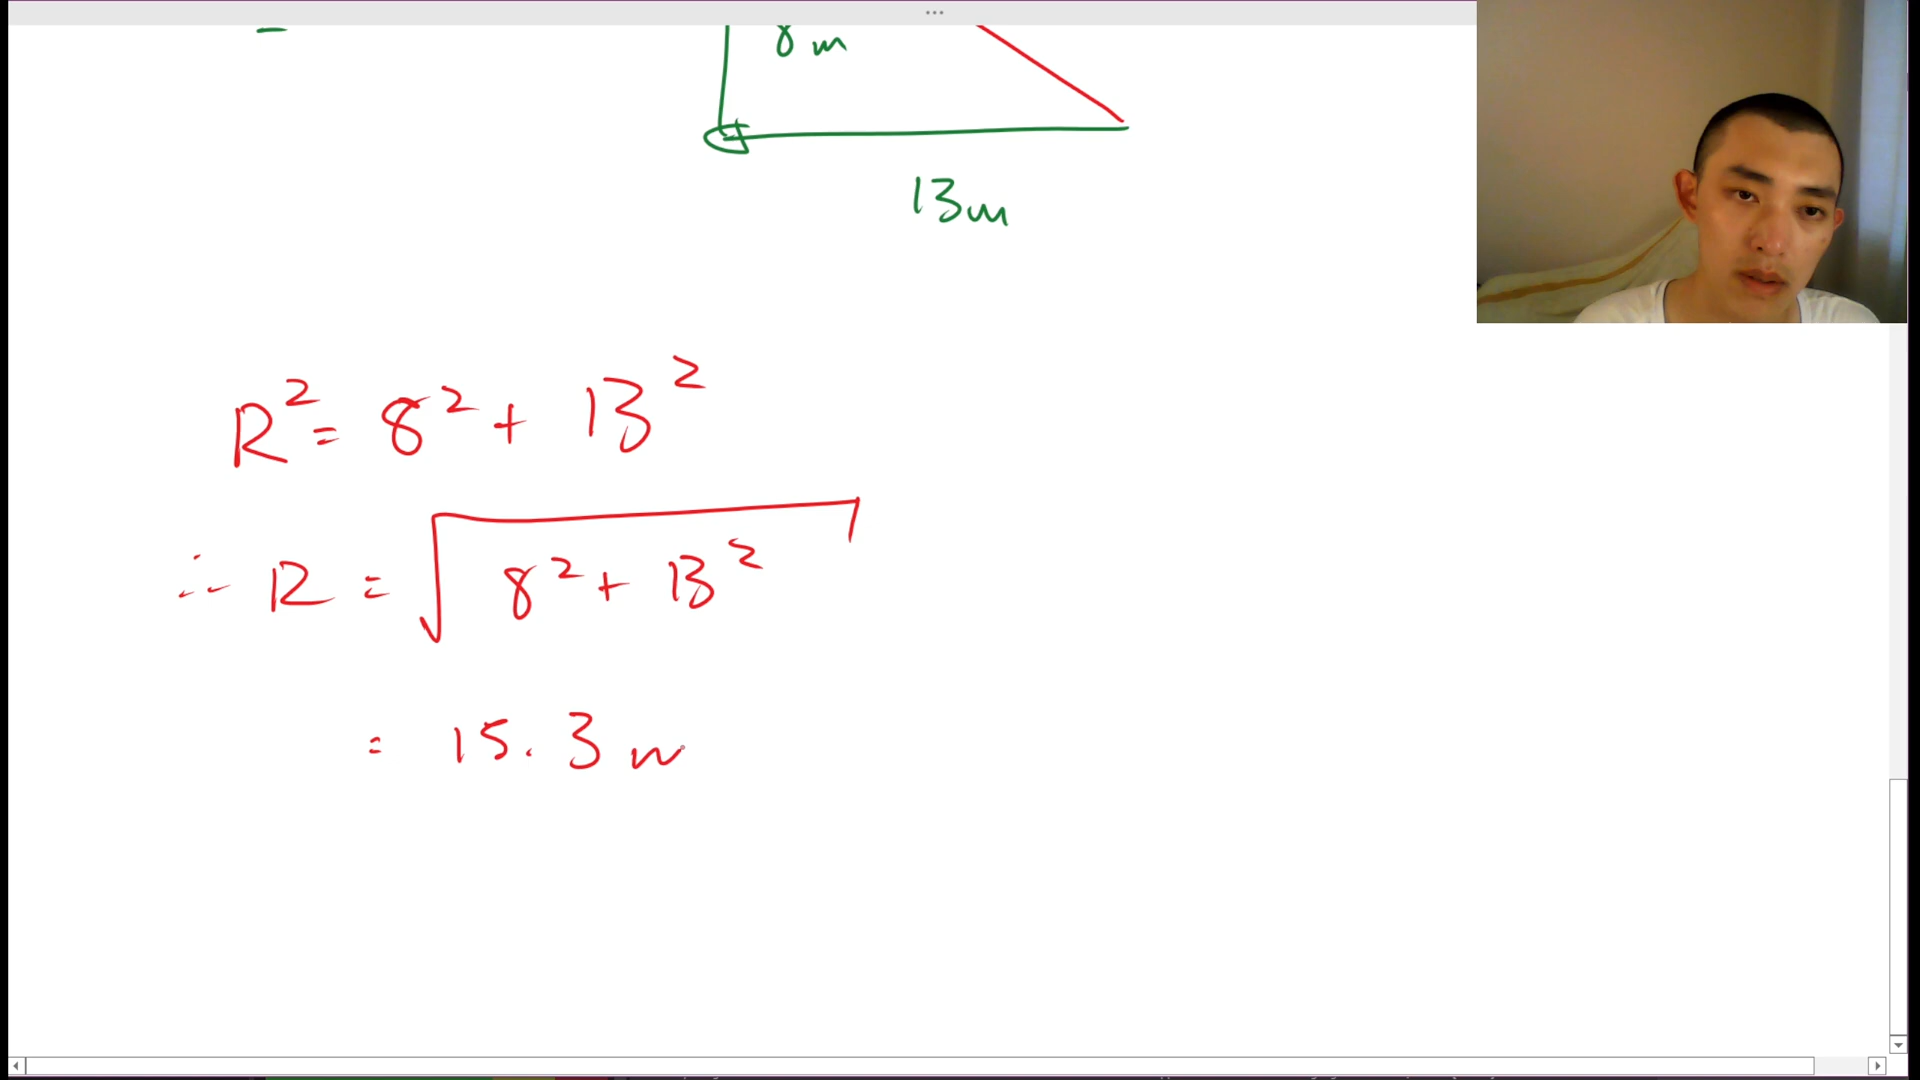 8 m
13m
R² = 8² + 13²
∴ R = √(8² + 13²)
= 15.3 m